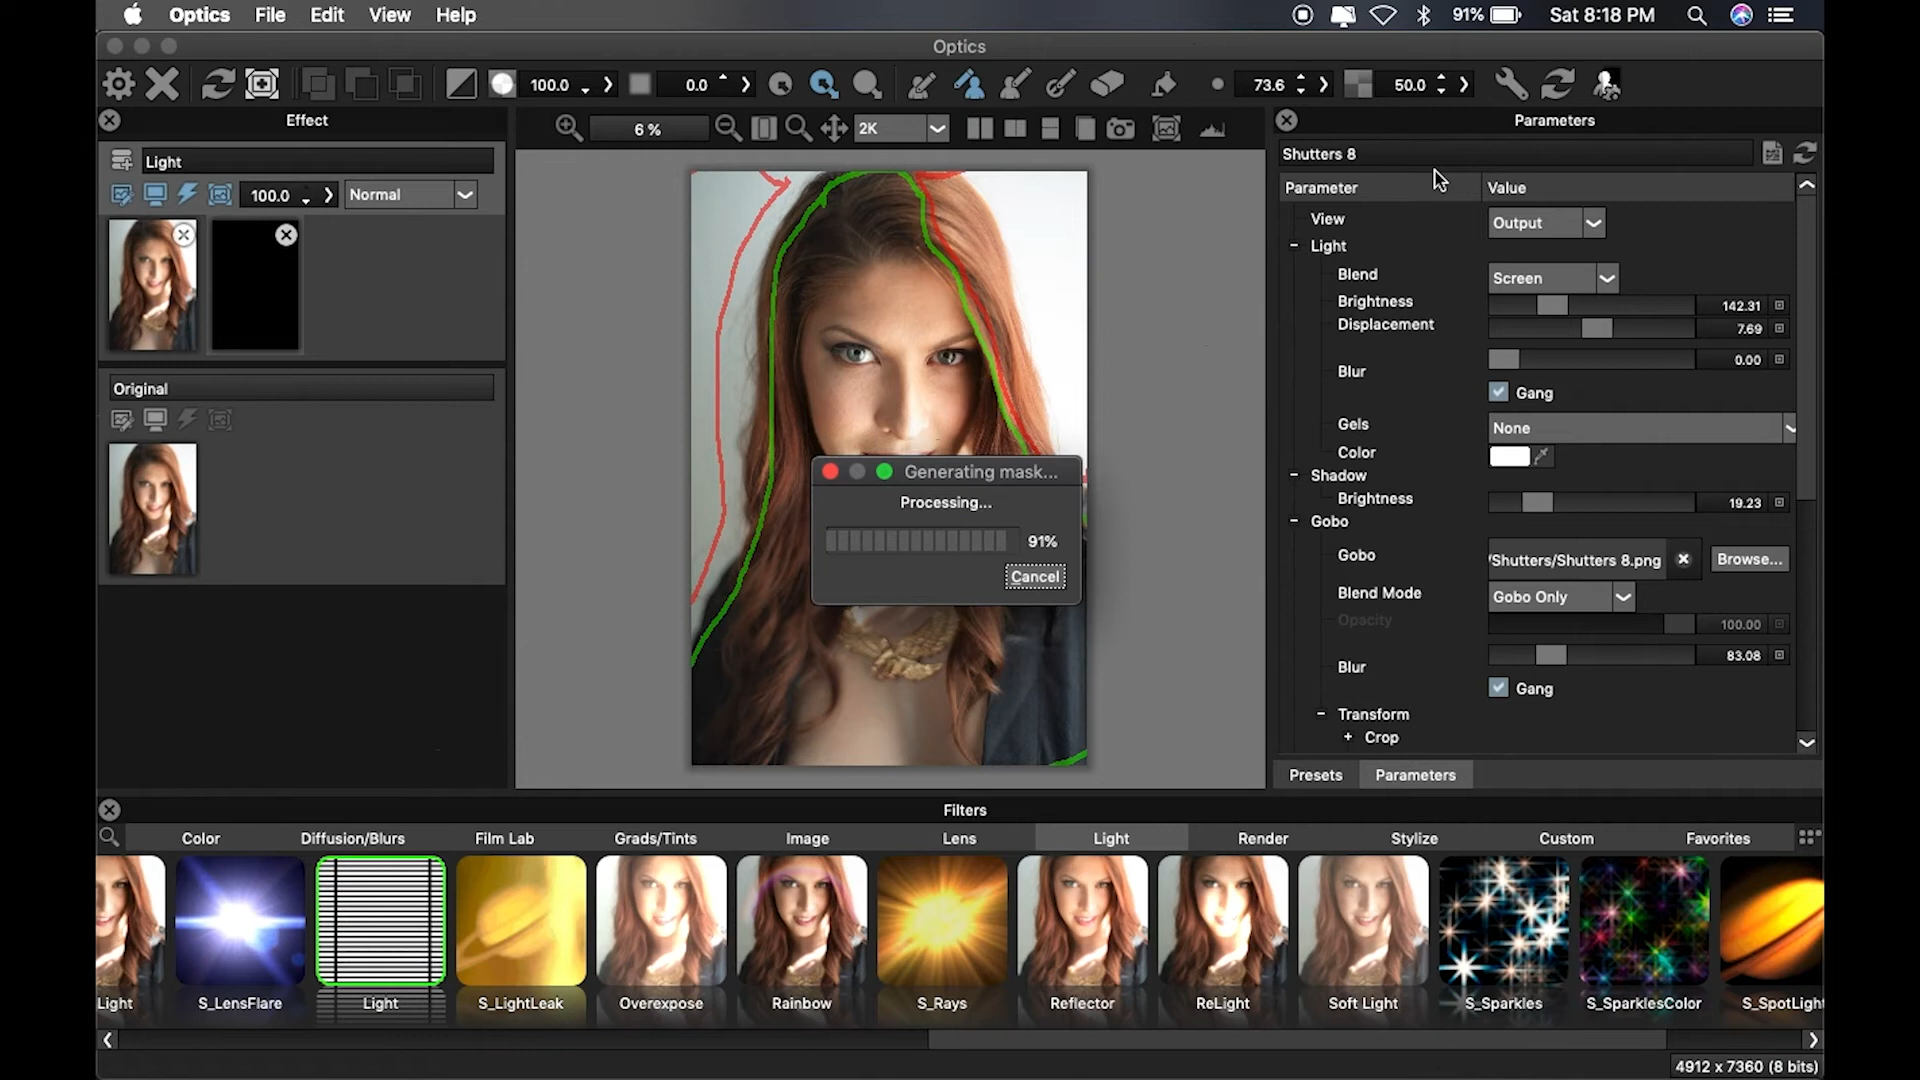 Optics File Edit View Help 91% Sat 8:18 PM
Optics
100.0 0.0 73.6 50.0
Effect
6 % 2K
Parameters
Light
100.0 Normal
Original
Shutters 8
Parameter Value
View Output
Light
Blend Screen
Brightness 142.31
Displacement 7.69
0.00
Blur
Gang
Gels None
Color
Shadow
Brightness 19.23
Gobo
Gobo /Shutters/Shutters 8.png Browse...
Blend Mode Gobo Only
Opacity 100.00
83.08
Blur
Gang
Transform
Crop
Presets Parameters
Generating mask...
Processing...
91%
Cancel
Filters
Color Diffusion/Blurs Film Lab Grads/Tints Image Lens Light Render Stylize Custom Favorites
Light S_LensFlare Light S_LightLeak Overexpose Rainbow S_Rays Reflector ReLight Soft Light S_Sparkles S_SparklesColor S_SpotLight
4912 x 7360 (8 bits)